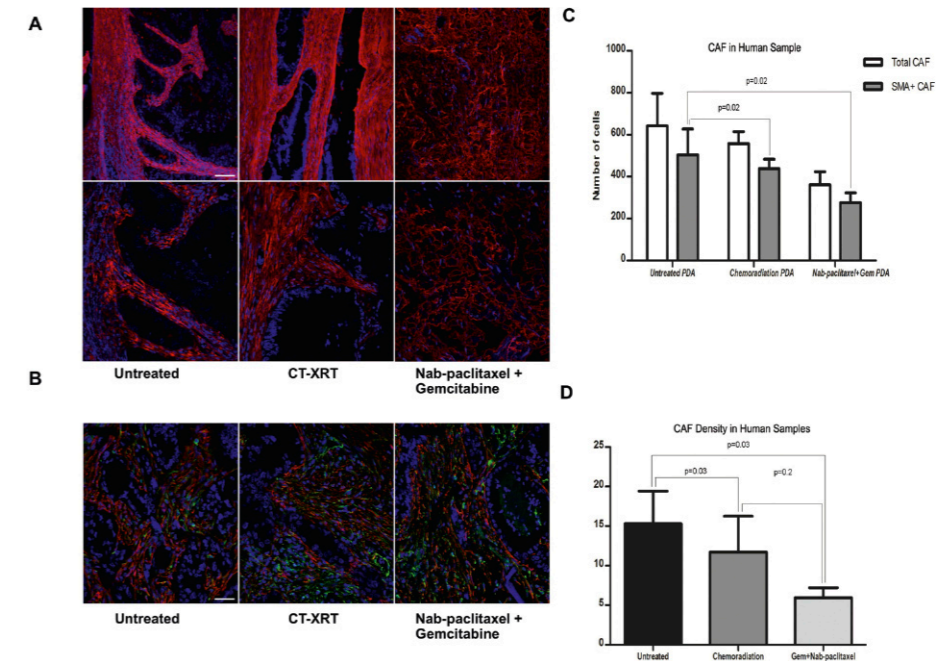 A
Untreated
CT-XRT
Nab-paclitaxel +
Gemcitabine
B
Untreated
CT-XRT
Nab-paclitaxel +
Gemcitabine
C
CAF in Human Sample
Total CAF
SMA+ CAF
p=0.02
p=0.02
Number of cells
1000
800
600
400
200
0
Untreated PDA
Chemoradiation PDA
Nab-paclitaxel+Gem PDA
D
CAF Density in Human Samples
p=0.03
p=0.03
p=0.2
25
20
15
10
5
0
Untreated
Chemoradiation
Gem+Nab-paclitaxel